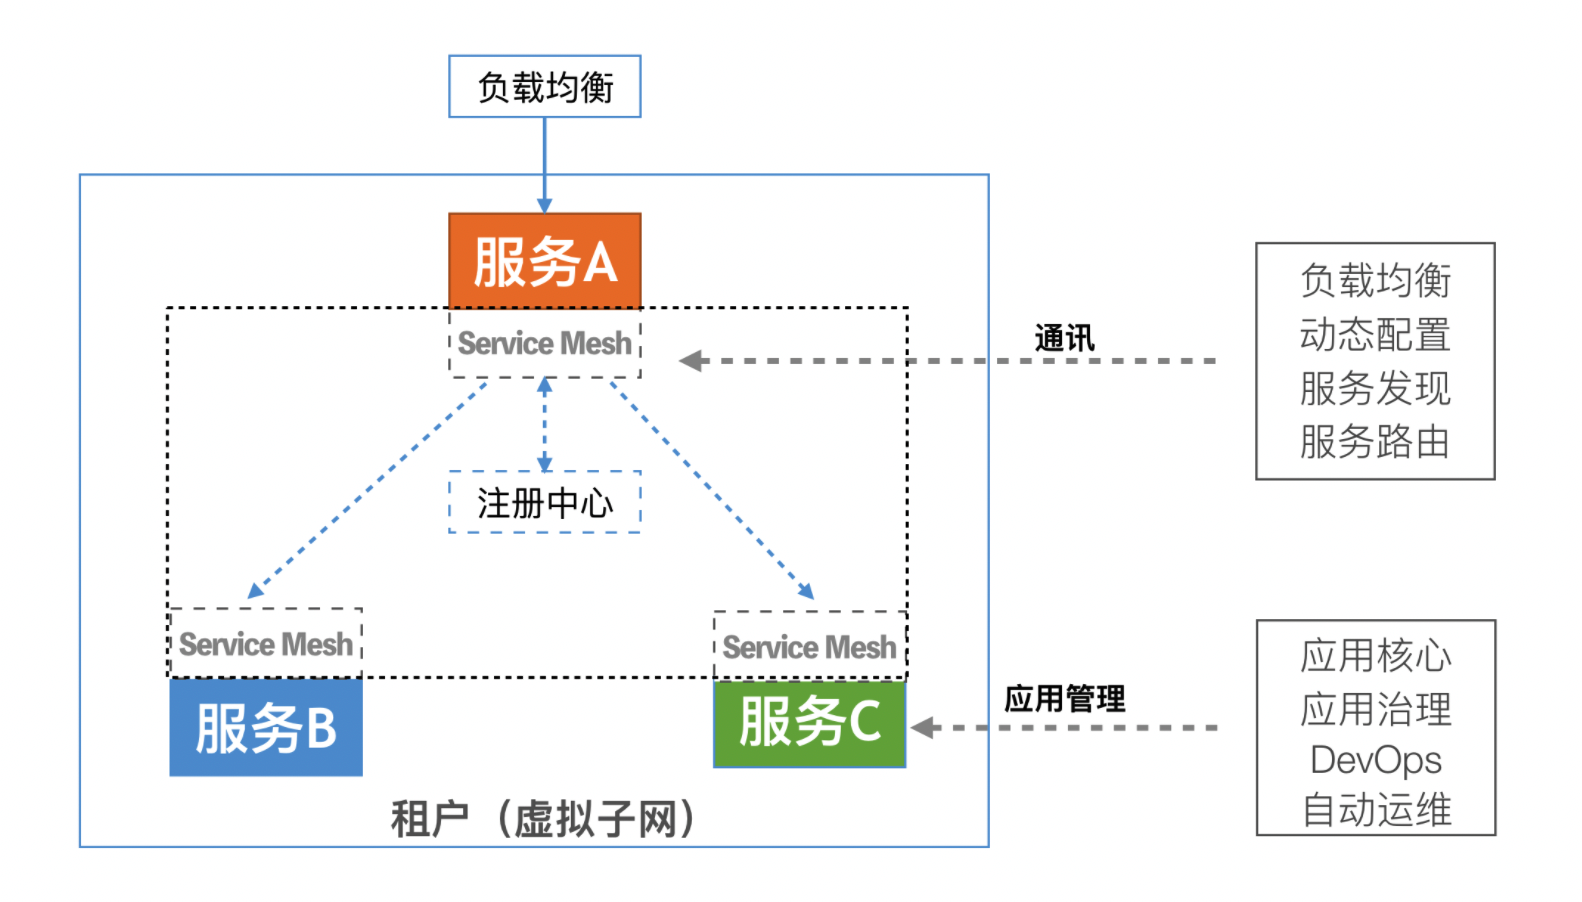 负载均衡
服务A
Service Mesh
通讯
负载均衡
动态配置
服务发现
服务路由
注册中心
Service Mesh
服务B
Service Mesh
服务C
应用管理
应用核心
应用治理
DevOps
自动运维
租户（虚拟子网）